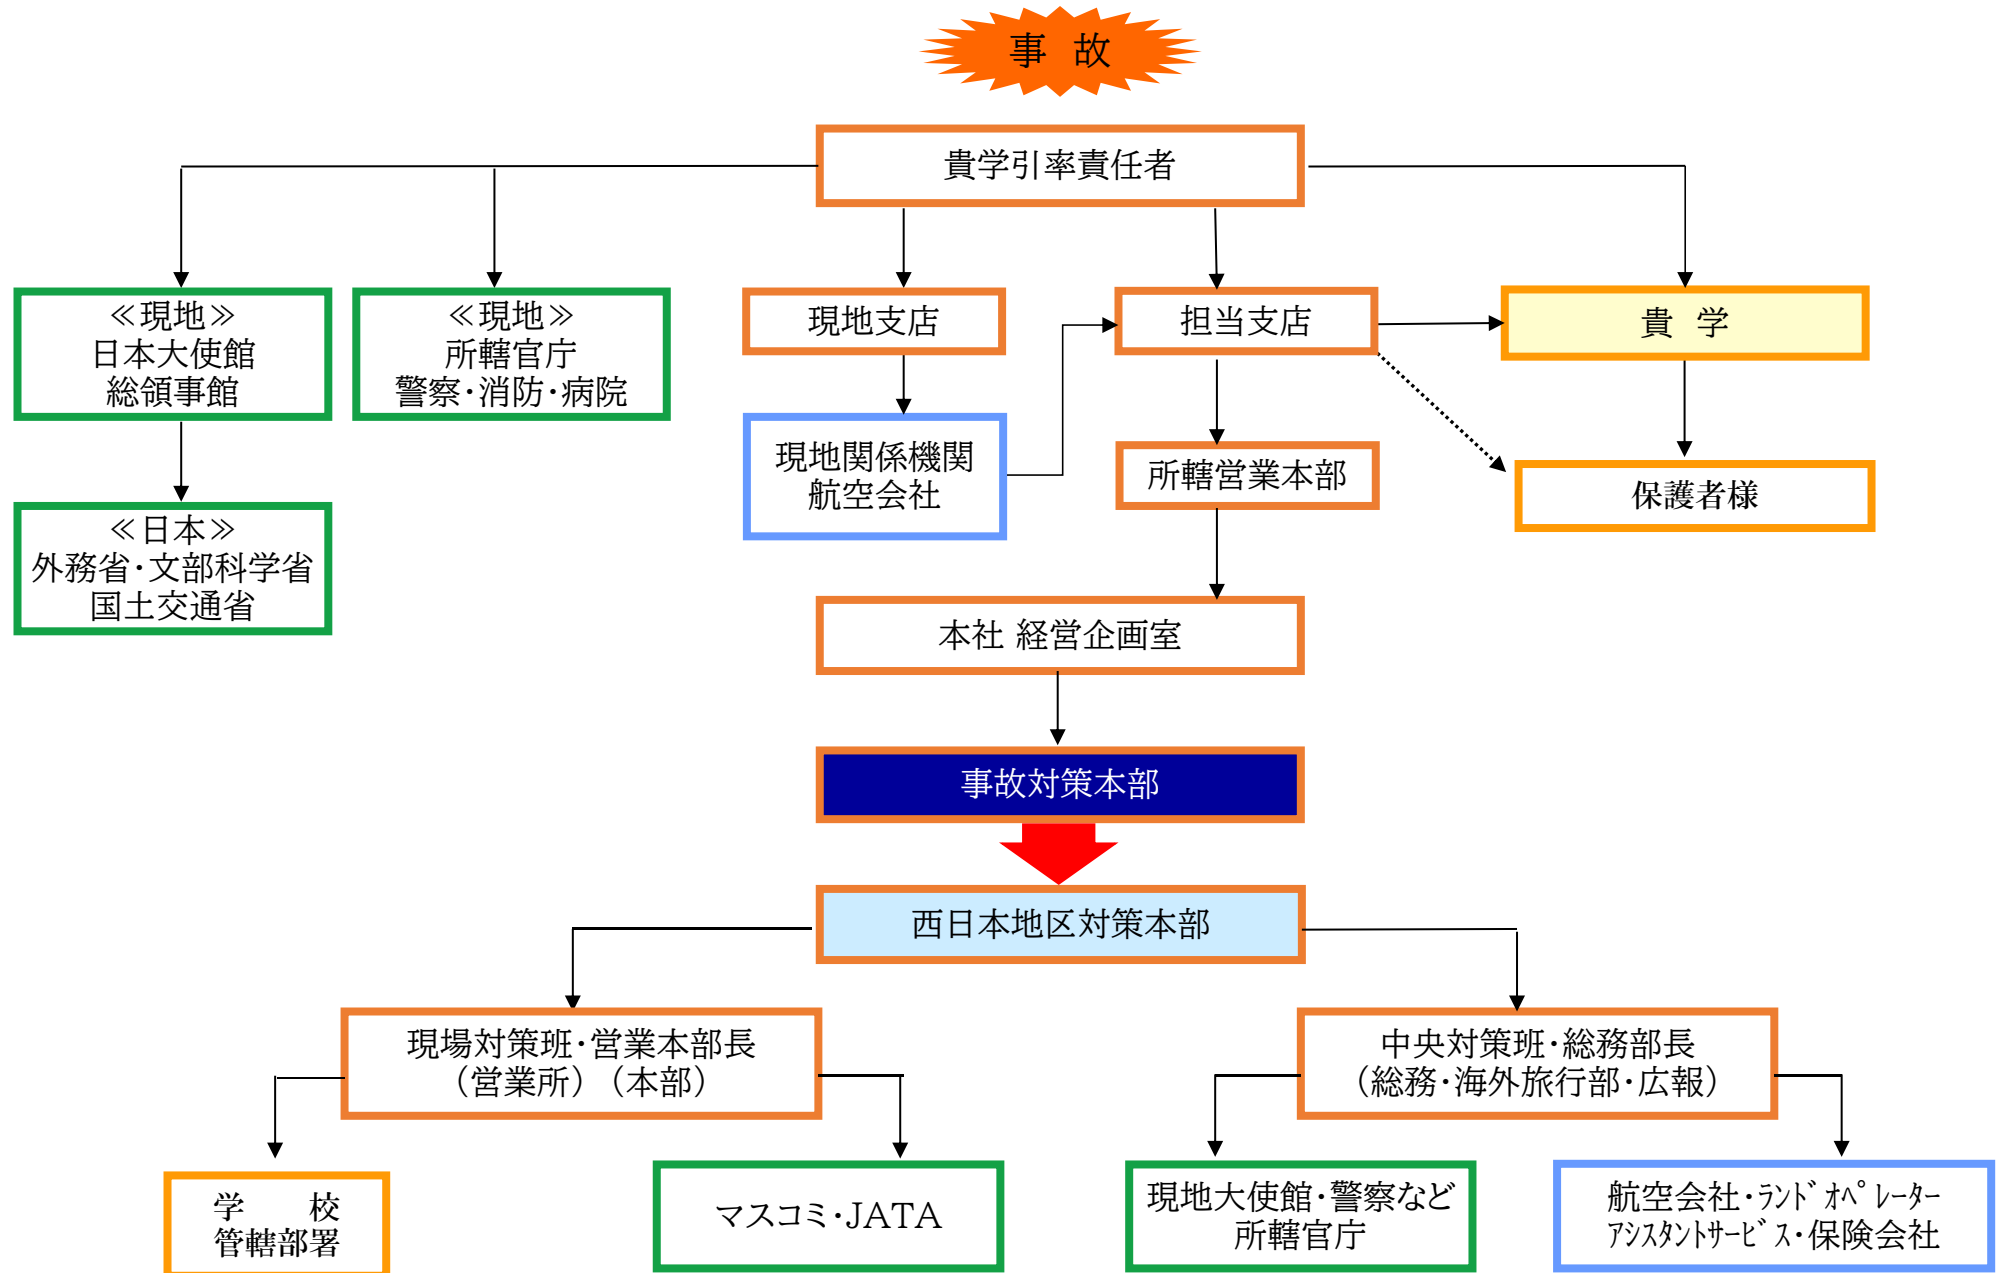 事 故
貴学引率責任者
≪現地≫
日本大使館
総領事館
≪現地≫
所轄官庁
警察・消防・病院
現地支店
担当支店
貴 学
現地関係機関
航空会社
所轄営業本部
保護者様
≪日本≫
外務省・文部科学省
国土交通省
本社 経営企画室
事故対策本部
西日本地区対策本部
現場対策班・営業本部長
（営業所）（本部）
中央対策班・総務部長
（総務・海外旅行部・広報）
学 校
管轄部署
マスコミ・JATA
現地大使館・警察など
所轄官庁
航空会社・ﾗﾝﾄﾞｵﾍﾟﾚｰﾀｰ
ｱｼｽﾀﾝﾄｻｰﾋﾞｽ・保険会社